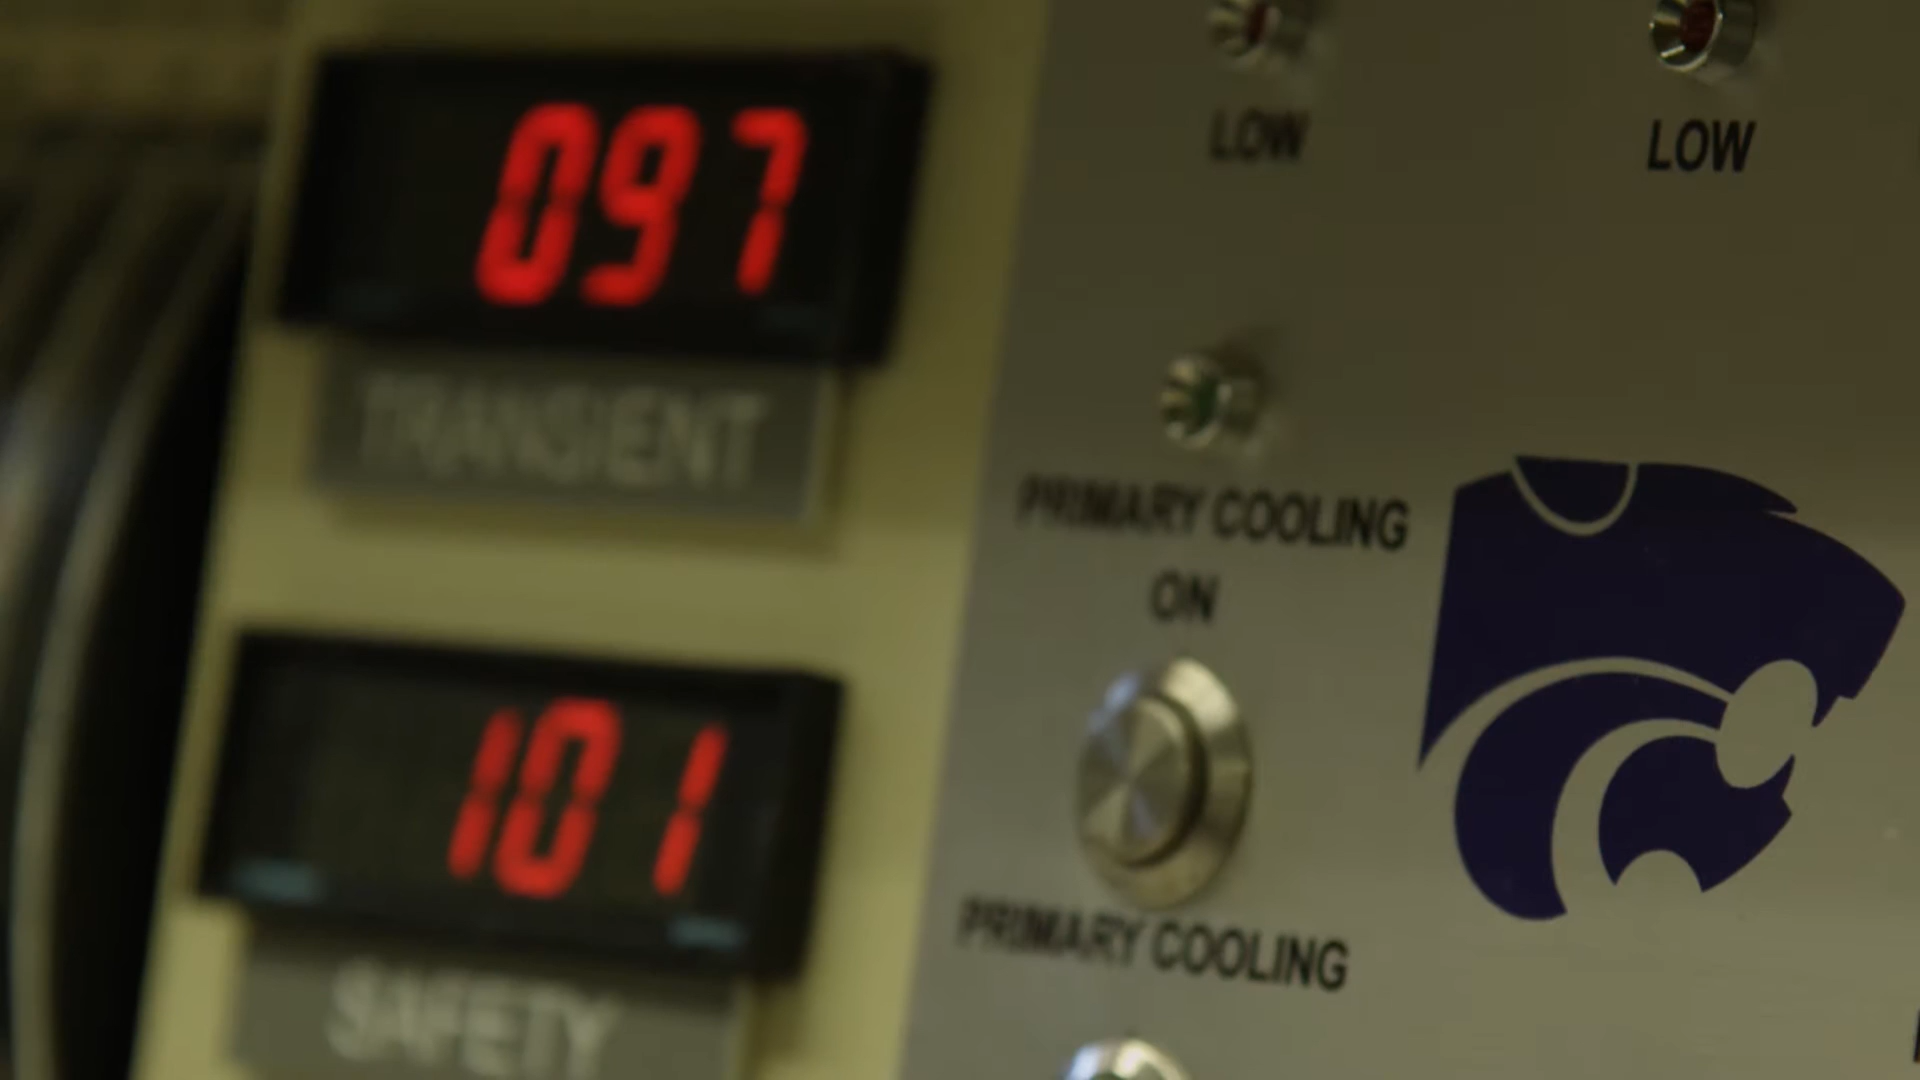 097
TRANSIENT
101
SAFETY
LOW
LOW
PRIMARY COOLING
ON
PRIMARY COOLING